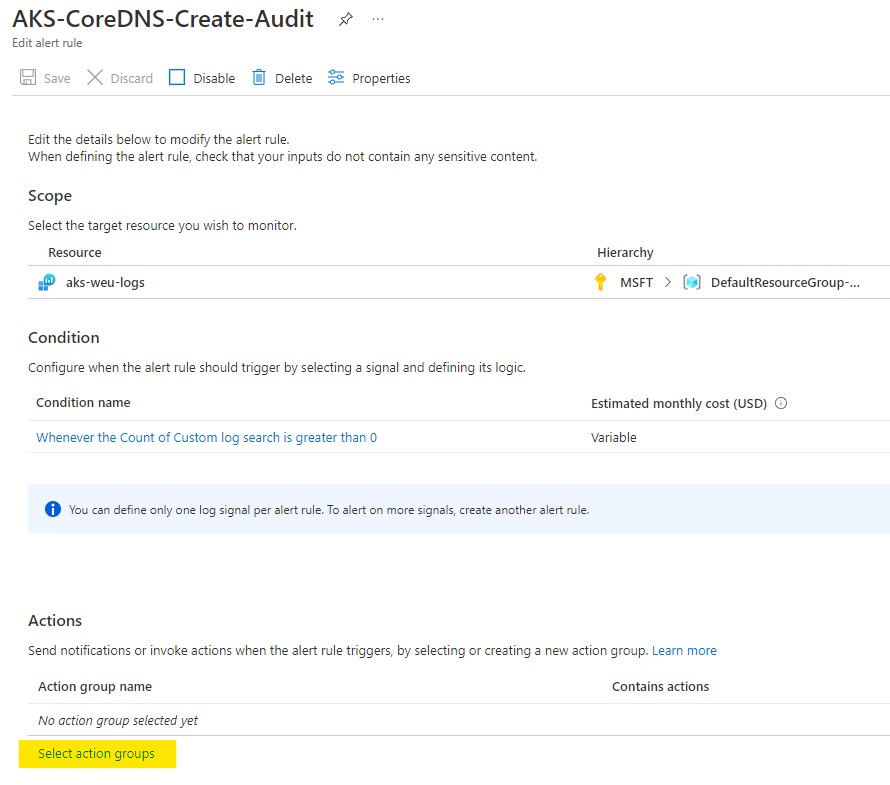 AKS-CoreDNS-Create-Audit ...
Edit alert rule
Save Discard Disable Delete Properties
Edit the details below to modify the alert rule.
When defining the alert rule, check that your inputs do not contain any sensitive content.
Scope
Select the target resource you wish to monitor.
Resource Hierarchy
aks-weu-logs MSFT > DefaultResourceGroup-...
Condition
Configure when the alert rule should trigger by selecting a signal and defining its logic.
Condition name Estimated monthly cost (USD)
Whenever the Count of Custom log search is greater than 0 Variable
You can define only one log signal per alert rule. To alert on more signals, create another alert rule.
Actions
Send notifications or invoke actions when the alert rule triggers, by selecting or creating a new action group. Learn more
Action group name Contains actions
No action group selected yet
Select action groups